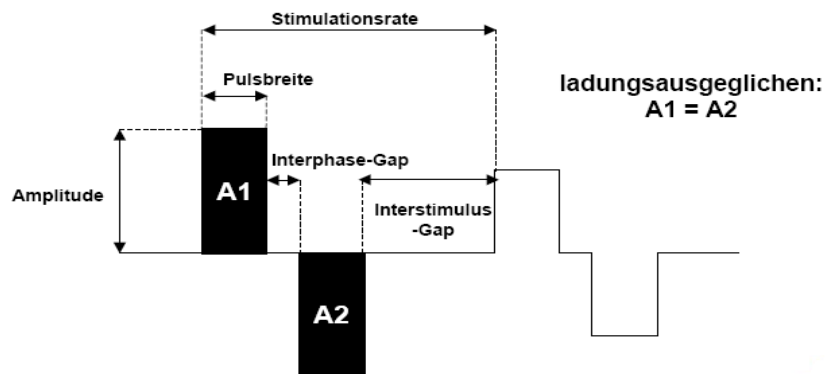 Stimulationsrate
Pulsbreite
ladungsausgeglichen:
A1 = A2
Interphase-Gap
A1
Amplitude
Interstimulus
-Gap
A2